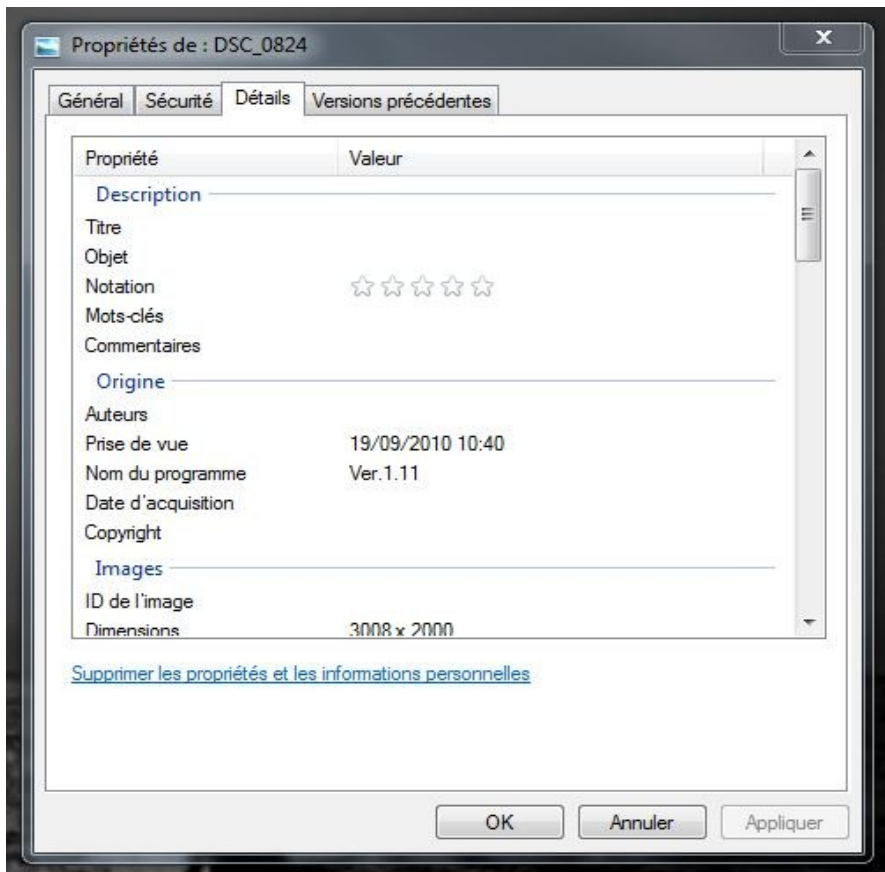 Propriétés de : DSC_0824
Général Sécurité Détails Versions précédentes
Propriété Valeur
Description
Titre
Objet
Notation
Mots-clés
Commentaires
Origine
Auteurs
Prise de vue 19/09/2010 10:40
Nom du programme Ver.1.11
Date d'acquisition
Copyright
Images
ID de l'image
Dimensions 3008 x 2000
Supprimer les propriétés et les informations personnelles
OK Annuler Appliquer